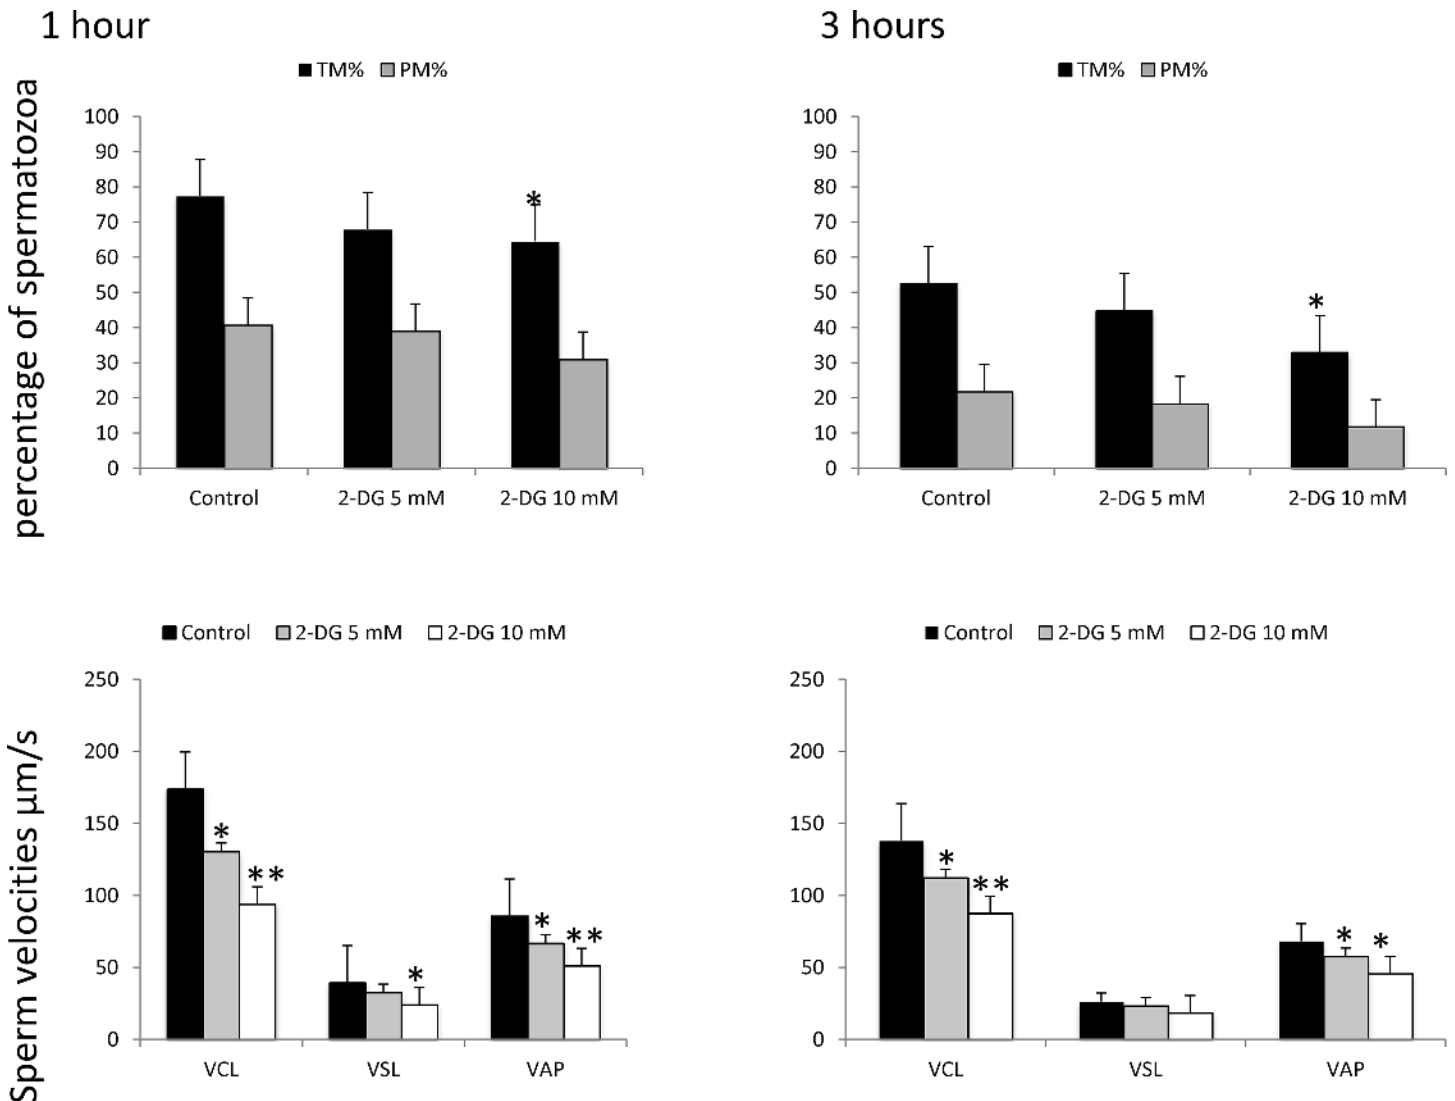 1 hour
3 hours
percentage of spermatozoa
TM% PM%
100
90
80
70
60
50
40
30
20
10
0
*
Control 2-DG 5 mM 2-DG 10 mM
TM% PM%
100
90
80
70
60
50
40
30
20
10
0
*
Control 2-DG 5 mM 2-DG 10 mM
Sperm velocities µm/s
Control 2-DG 5 mM 2-DG 10 mM
250
200
150
100
50
0
* ** * * **
VCL VSL VAP
Control 2-DG 5 mM 2-DG 10 mM
250
200
150
100
50
0
* ** * *
VCL VSL VAP